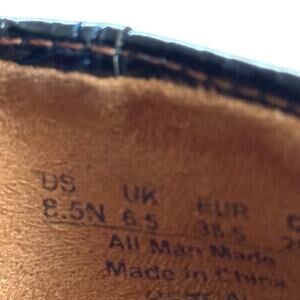 US UK EUR
8.5N 6.5 38.5
All Man Made
Made in China